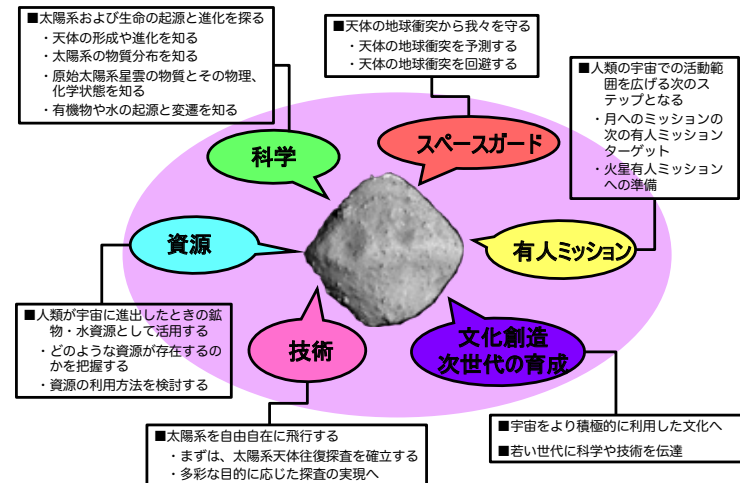 ■太陽系および生命の起源と進化を探る
・天体の形成や進化を知る
・太陽系の物質分布を知る
・原始太陽系星雲の物質とその物理、
化学状態を知る
・有機物や水の起源と変遷を知る
■天体の地球衝突から我々を守る
・天体の地球衝突を予測する
・天体の地球衝突を回避する
■人類の宇宙での活動範
囲を広げる次のス
テップとなる
・月へのミッションの
次の有人ミッション
ターゲット
・火星有人ミッション
への準備
科学
スペースガード
資源
有人ミッション
技術
文化創造
次世代の育成
■人類が宇宙に進出したときの鉱
物・水資源として活用する
・どのような資源が存在するの
かを把握する
・資源の利用方法を検討する
■太陽系を自由自在に飛行する
・まずは、太陽系天体往復探査を確立する
・多彩な目的に応じた探査の実現へ
■宇宙をより積極的に利用した文化へ
■若い世代に科学や技術を伝達